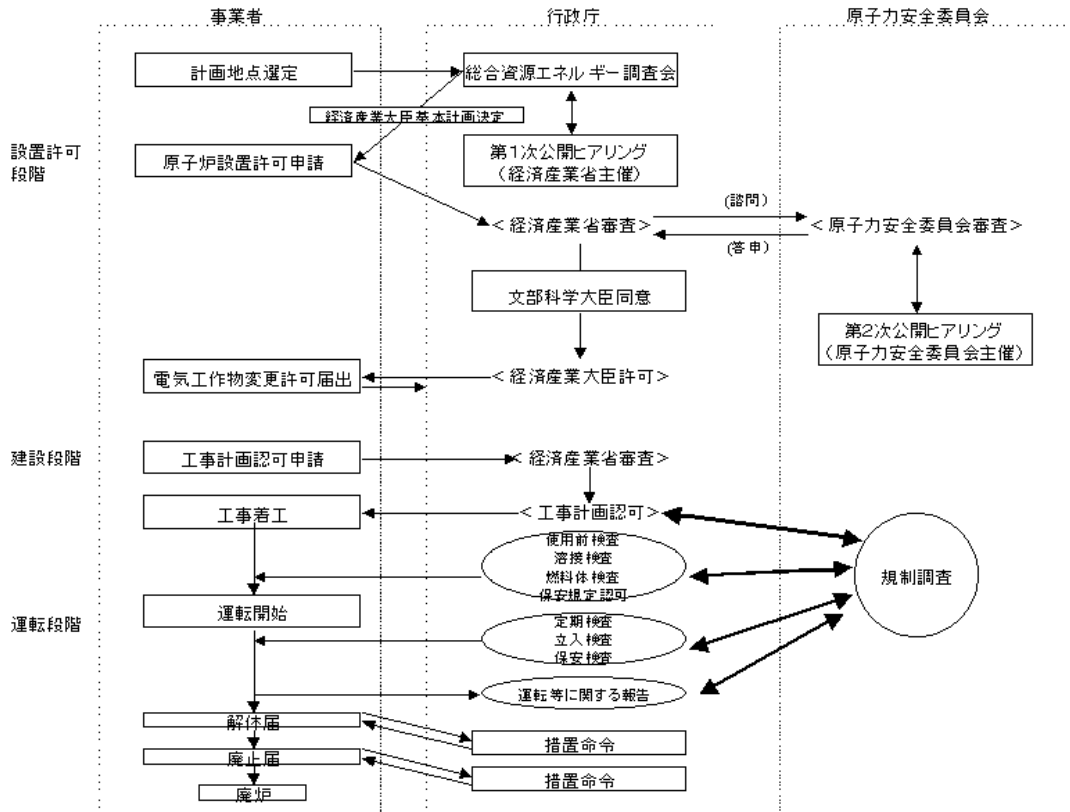 事業者
行政庁
原子力安全委員会
計画地点選定
総合資源エネルギー調査会
経済産業大臣基本計画決定
設置許可
段階
原子炉設置許可申請
第1次公開ヒアリング
（経済産業省主催）
(諮問)
＜経済産業省審査＞
＜原子力安全委員会審査＞
(答申)
文部科学大臣同意
第2次公開ヒアリング
（原子力安全委員会主催）
電気工作物変更許可届出
＜経済産業大臣許可＞
建設段階
工事計画認可申請
＜経済産業省審査＞
工事着工
＜工事計画認可＞
使用前検査
溶接検査
燃料体検査
保安規定認可
規制調査
運転段階
運転開始
定期検査
立入検査
保安検査
運転等に関する報告
解体届
措置命令
廃止届
措置命令
廃炉